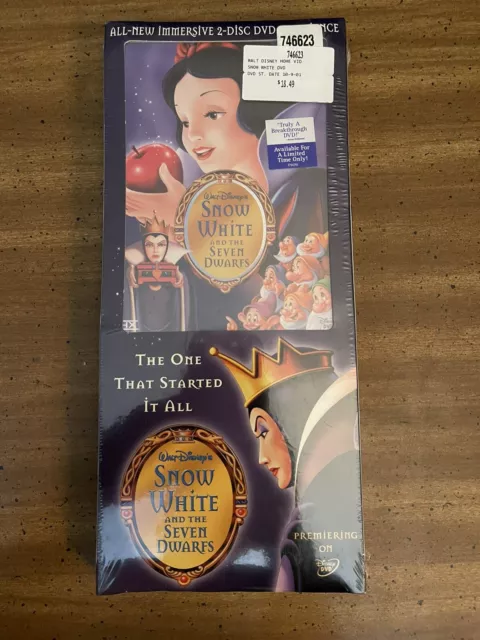 ALL-NEW IMMERSIVE 2-DISC DVD
746623
746623
WALT DISNEY HOME VID
SNOW WHITE DVD
DVD ST. DATE 10-9-01
$18.49
"Truly A
Breakthrough
DVD!"
Available For
A Limited
Time Only!
Walt Disney's
SNOW
WHITE
AND THE
SEVEN
DWARFS
THE ONE
THAT STARTED
IT ALL
Walt Disney's
SNOW
WHITE
AND THE
SEVEN
DWARFS
PREMIERING
ON
Disney
DVD